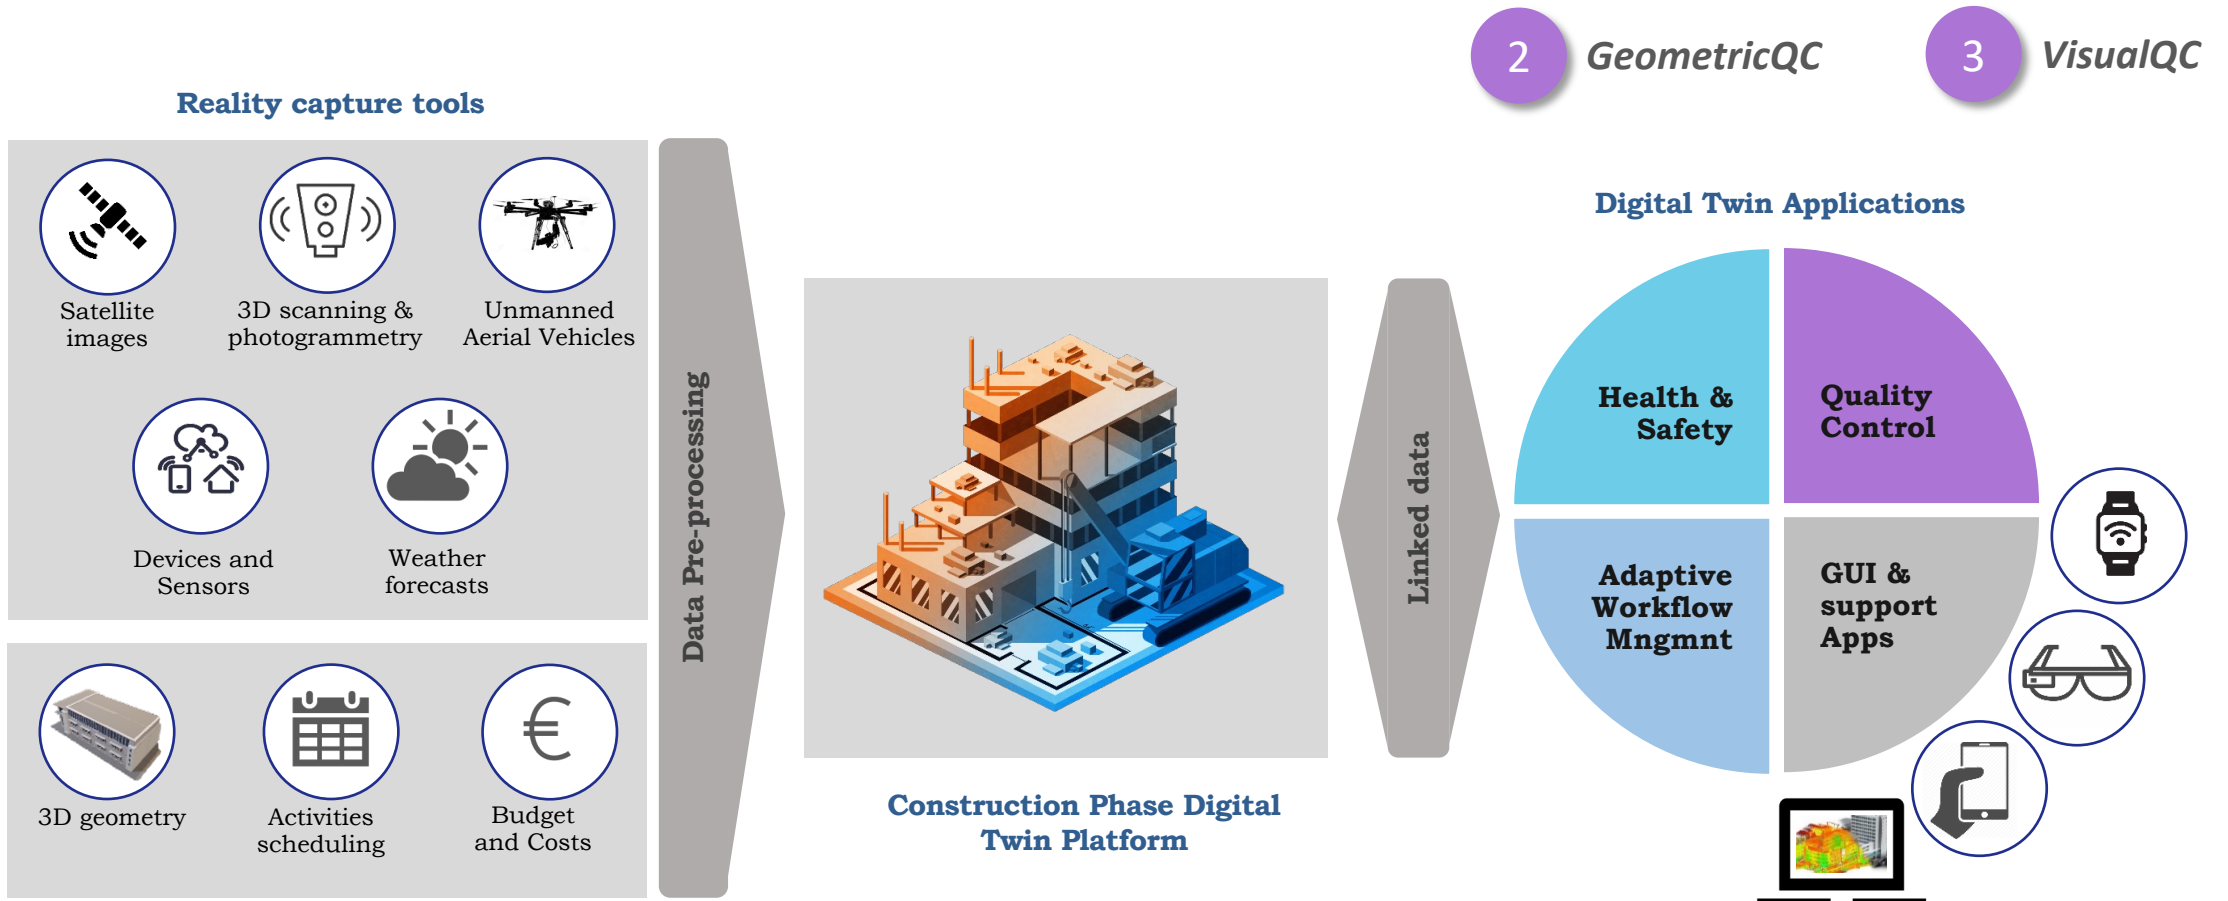 2
GeometricQC
3
VisualQC
Reality capture tools
Satellite
images
3D scanning &
photogrammetry
Unmanned
Aerial Vehicles
Devices and
Sensors
Weather
forecasts
3D geometry
Activities
scheduling
€
Budget
and Costs
Data Pre-processing
Construction Phase Digital
Twin Platform
Linked data
Digital Twin Applications
Health &
Safety
Quality
Control
Adaptive
Workflow
Mngmnt
GUI &
support
Apps